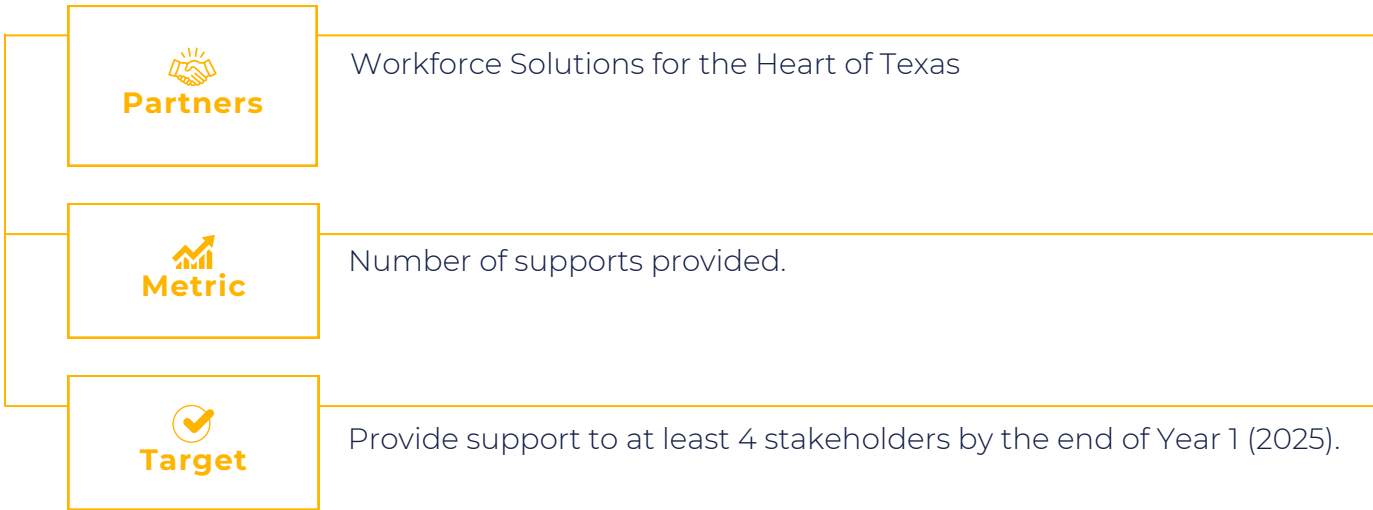 Partners
Workforce Solutions for the Heart of Texas
Metric
Number of supports provided.
Target
Provide support to at least 4 stakeholders by the end of Year 1 (2025).